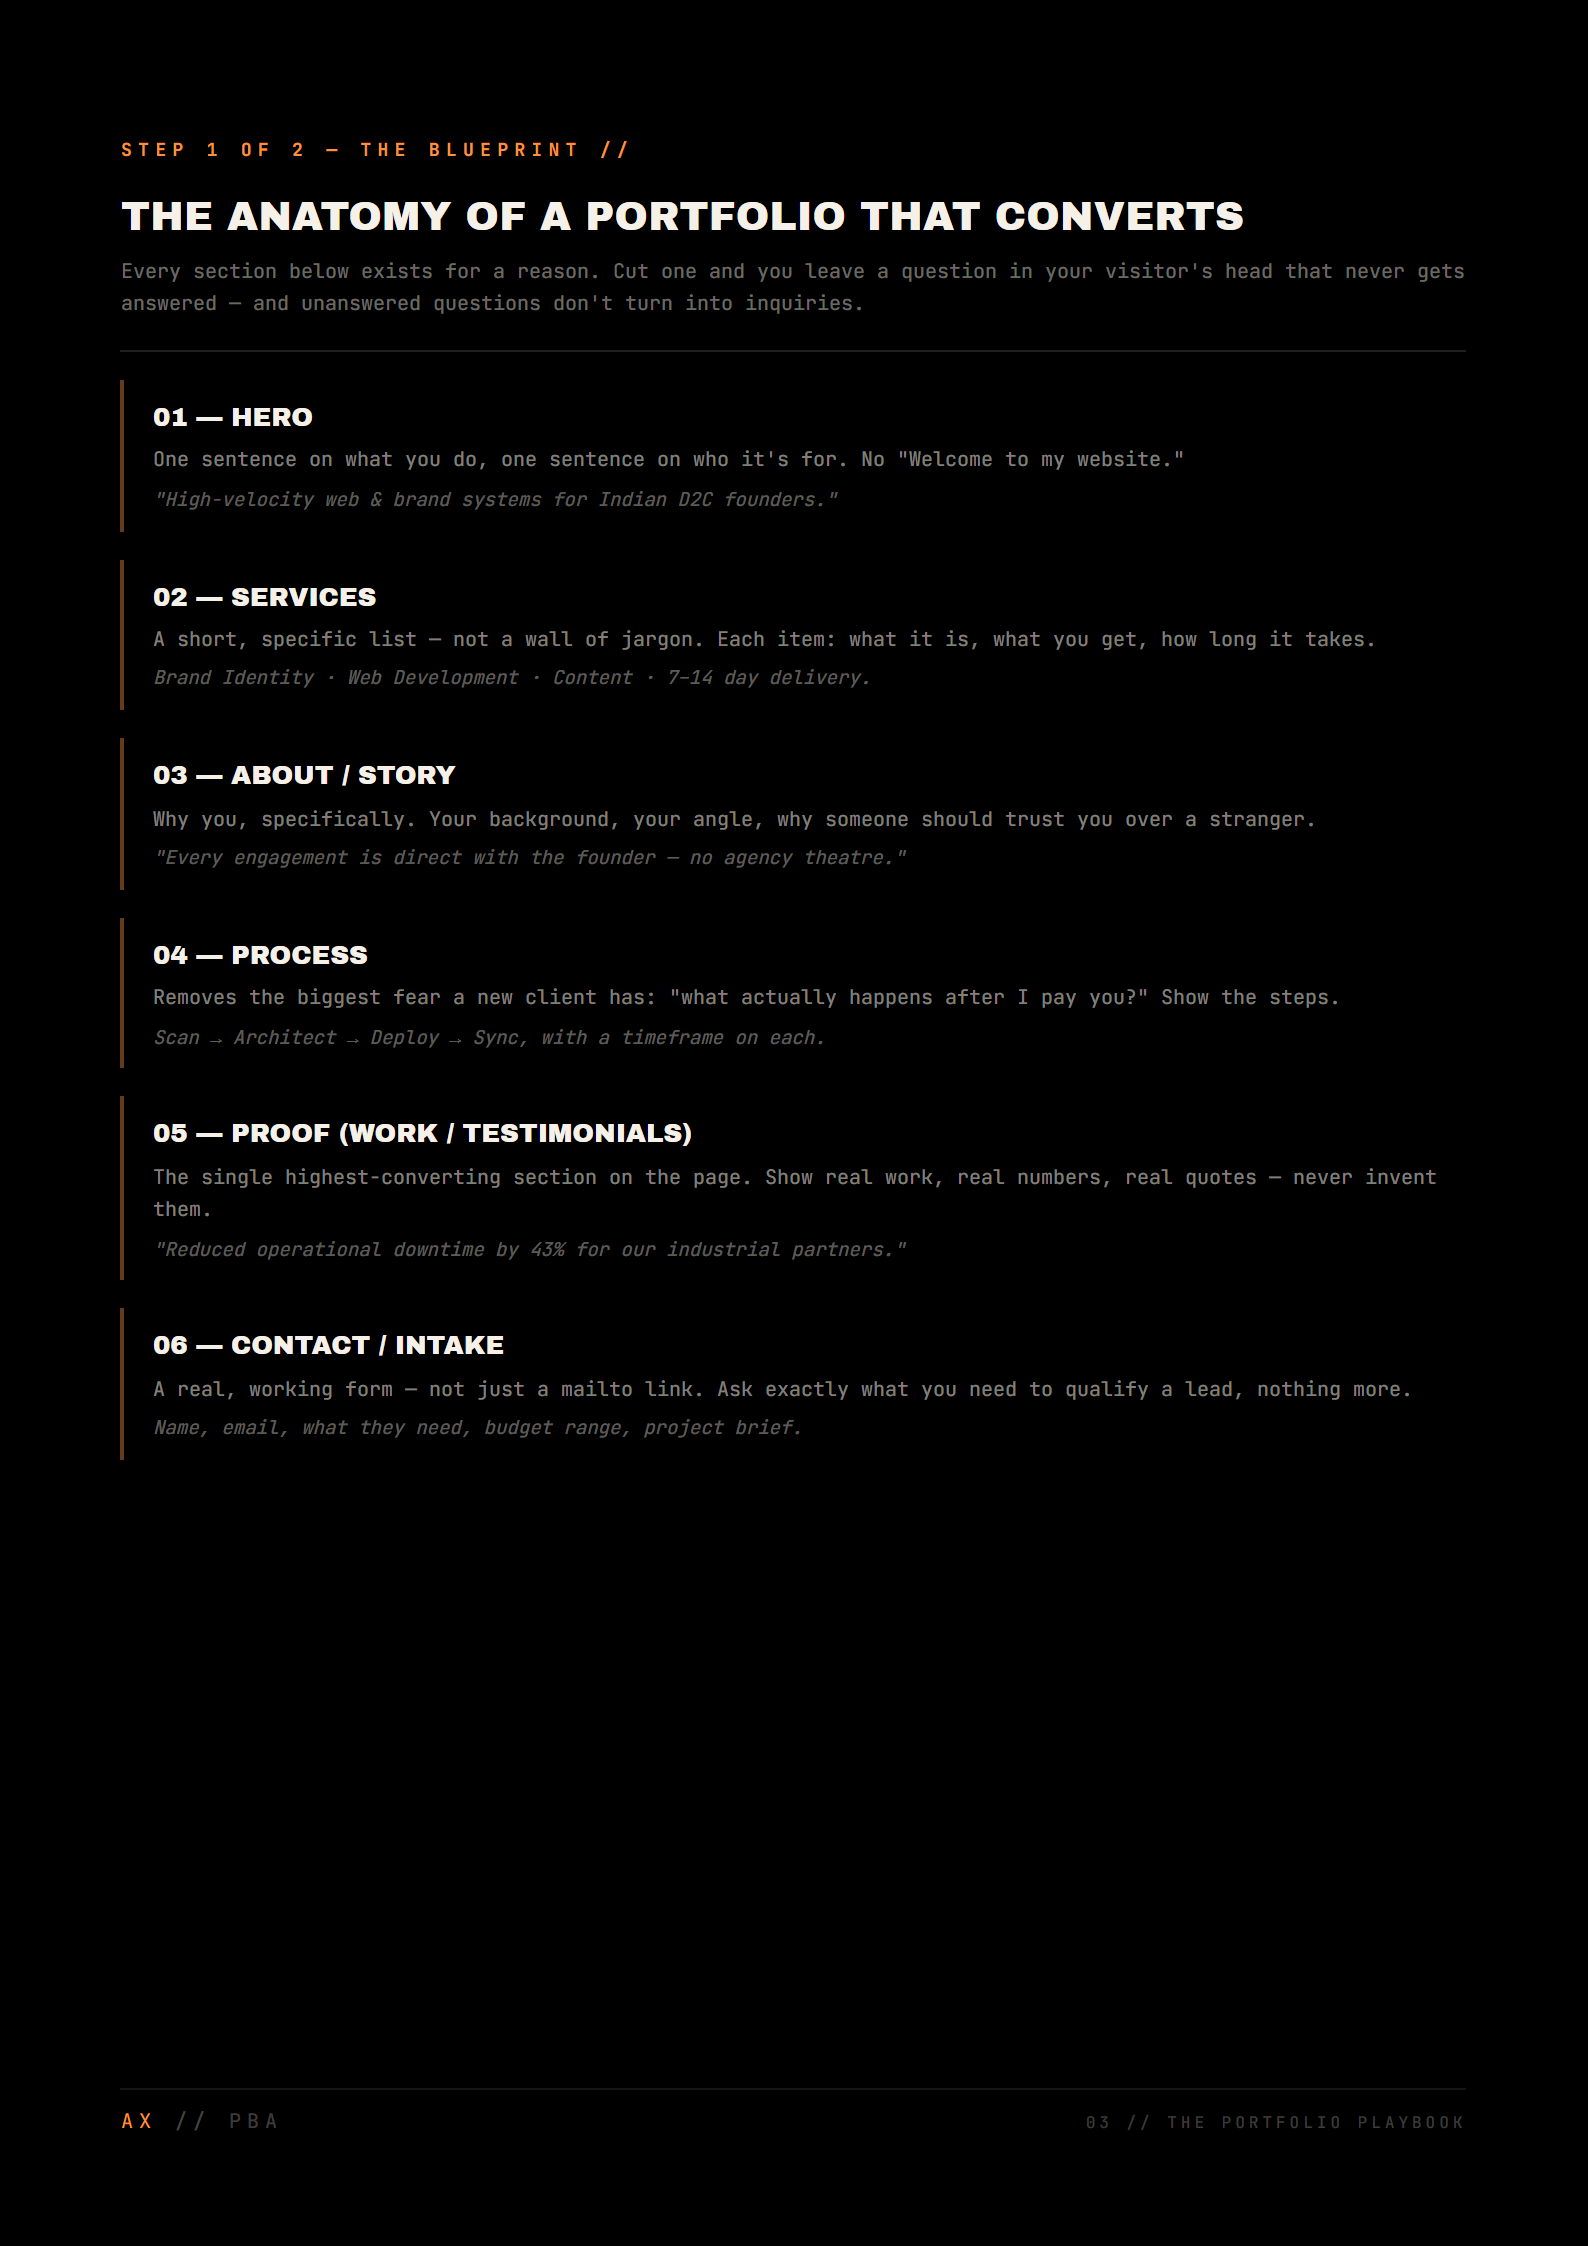 STEP 1 OF 2 — THE BLUEPRINT //
THE ANATOMY OF A PORTFOLIO THAT CONVERTS
Every section below exists for a reason. Cut one and you leave a question in your visitor's head that never gets
answered — and unanswered questions don't turn into inquiries.
01 — HERO
One sentence on what you do, one sentence on who it's for. No "Welcome to my website."
"High-velocity web & brand systems for Indian D2C founders."
02 — SERVICES
A short, specific list — not a wall of jargon. Each item: what it is, what you get, how long it takes.
Brand Identity · Web Development · Content · 7–14 day delivery.
03 — ABOUT / STORY
Why you, specifically. Your background, your angle, why someone should trust you over a stranger.
"Every engagement is direct with the founder — no agency theatre."
04 — PROCESS
Removes the biggest fear a new client has: "what actually happens after I pay you?" Show the steps.
Scan → Architect → Deploy → Sync, with a timeframe on each.
05 — PROOF (WORK / TESTIMONIALS)
The single highest-converting section on the page. Show real work, real numbers, real quotes — never invent
them.
"Reduced operational downtime by 43% for our industrial partners."
06 — CONTACT / INTAKE
A real, working form — not just a mailto link. Ask exactly what you need to qualify a lead, nothing more.
Name, email, what they need, budget range, project brief.
AX // PBA
03 // THE PORTFOLIO PLAYBOOK